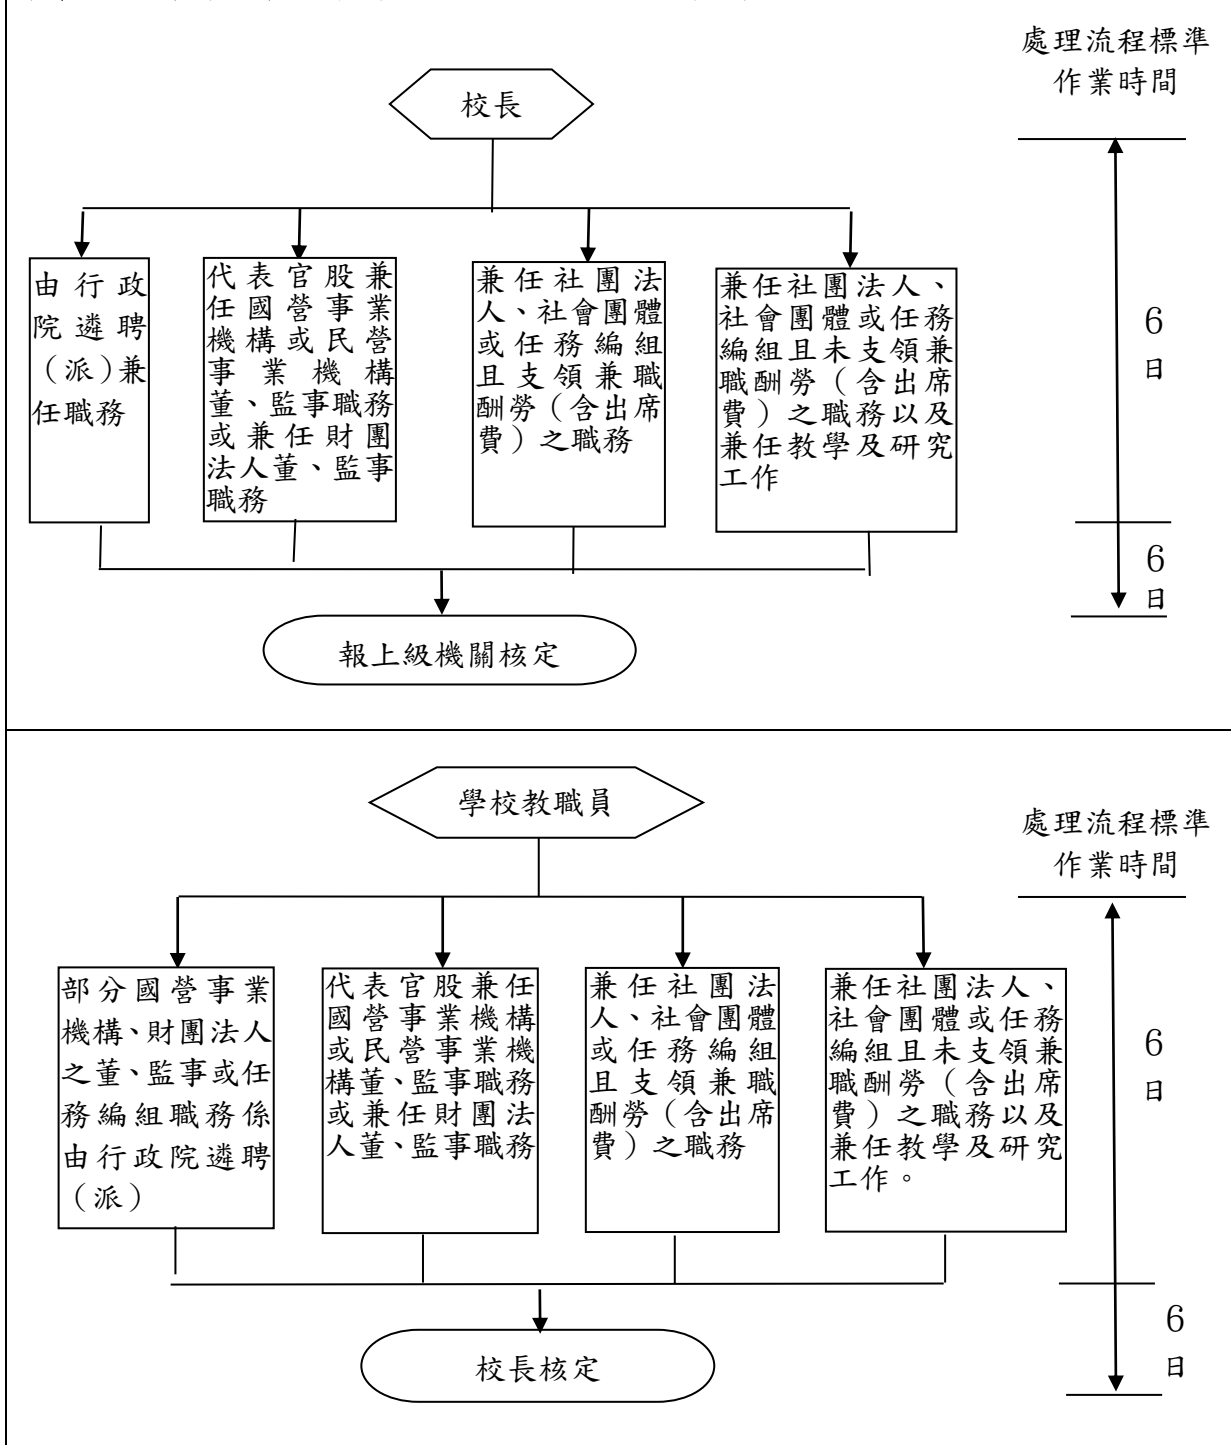 處理流程標準
作業時間
校長
由行政
院遴聘
（派）兼
任職務
代表官股兼
任國營事業
機構或民營
事業機構
董、監事職務
或兼任財團
法人董、監事
職務
兼任社團法
人、社會團體
或任務編組
且支領兼職
酬勞（含出席
費）之職務
兼任社團法人、
社會團體或任務
編組且未支領兼
職酬勞（含出席
費）之職務以及
兼任教學及研究
工作
6
日
6
日
報上級機關核定
學校教職員
處理流程標準
作業時間
部分國營事業
機構、財團法人
之董、監事或任
務編組職務係
由行政院遴聘
（派）
代表官股兼任
國營事業機構
或民營事業機
構董、監事職務
或兼任財團法
人董、監事職務
兼任社團法
人、社會團體
或任務編組
且支領兼職
酬勞（含出席
費）之職務
兼任社團法人、
社會團體或任務
編組且未支領兼
職酬勞（含出席
費）之職務以及
兼任教學及研究
工作。
6
日
6
日
校長核定